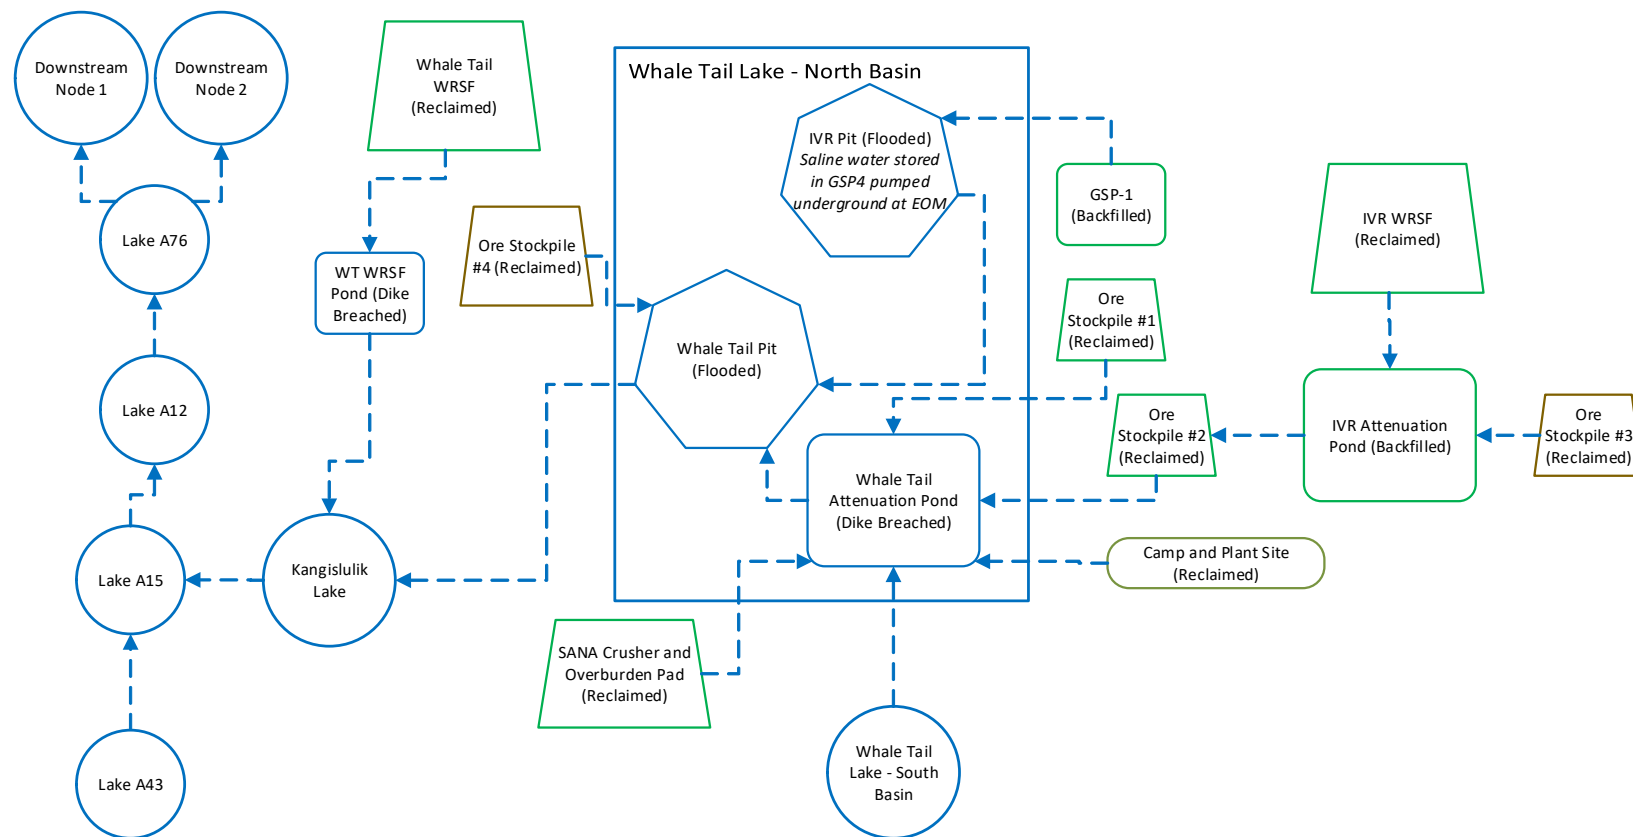 Downstream
Node 1
Downstream
Node 2
Whale Tail
WRSF
(Reclaimed)
Whale Tail Lake - North Basin
IVR Pit (Flooded)
Saline water stored
in GSP4 pumped
underground at EOM
GSP-1
(Backfilled)
IVR WRSF
(Reclaimed)
Lake A76
Ore Stockpile
#4 (Reclaimed)
WT WRSF
Pond (Dike
Breached)
Ore
Stockpile #1
(Reclaimed)
Whale Tail Pit
(Flooded)
Lake A12
Ore
Stockpile #2
(Reclaimed)
IVR Attenuation
Pond (Backfilled)
Ore
Stockpile #3
(Reclaimed)
Whale Tail
Attenuation Pond
(Dike Breached)
Camp and Plant Site
(Reclaimed)
Lake A15
Kangislulik
Lake
SANA Crusher and
Overburden Pad
(Reclaimed)
Whale Tail
Lake - South
Basin
Lake A43